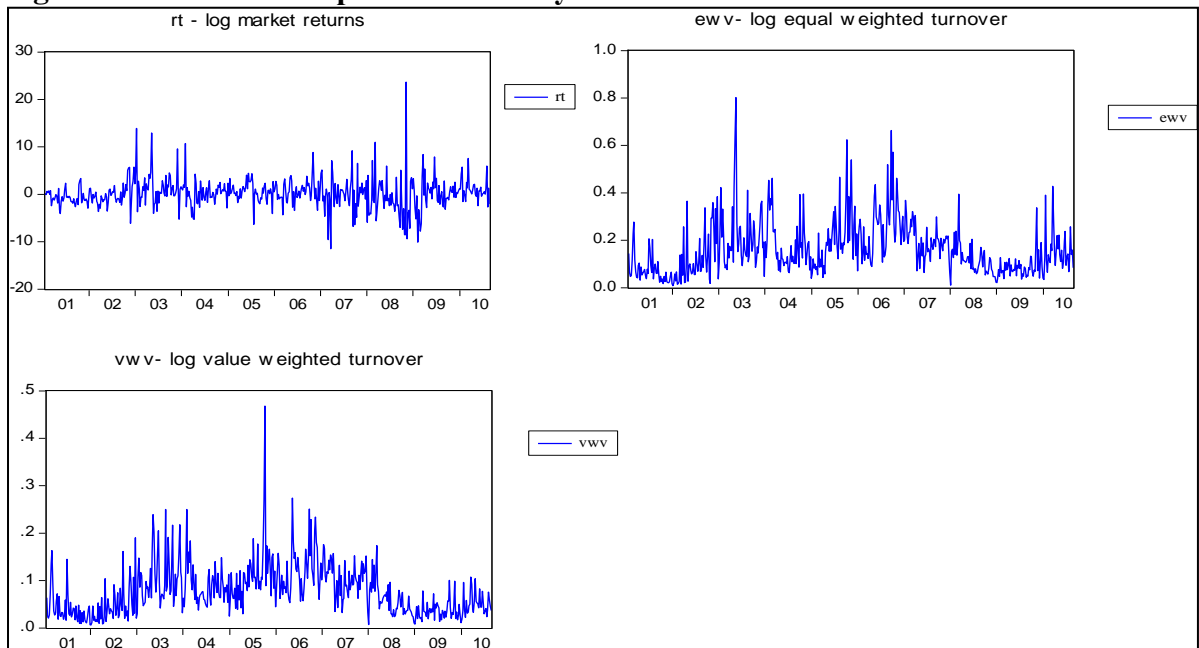 rt - log market returns
30
20
10
0
-10
-20
01 02 03 04 05 06 07 08 09 10
rt
ewv- log equal weighted turnover
1.0
0.8
0.6
0.4
0.2
0.0
01 02 03 04 05 06 07 08 09 10
ewv
vwv- log value weighted turnover
.5
.4
.3
.2
.1
.0
01 02 03 04 05 06 07 08 09 10
vwv